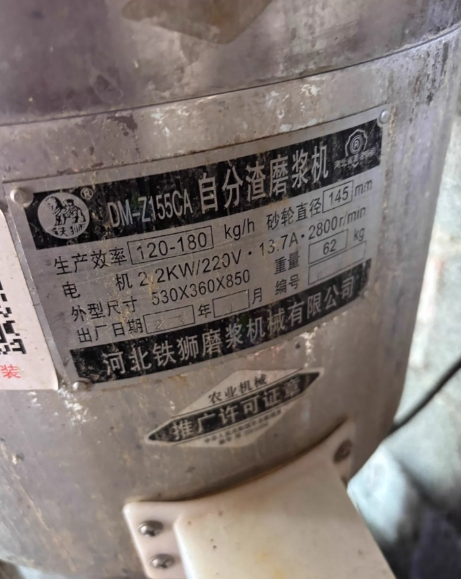 铁狮®
DM-Z155CA 自分渣磨浆机
生产效率 120-180 kg/h 砂轮直径 145 mm
电 机 2.2KW/220V·13.7A·2800r/min
外型尺寸 530X360X850 重量 62 kg
出厂日期 年 月 编号
河北铁狮磨浆机械有限公司
装
农业机械
推广许可证章